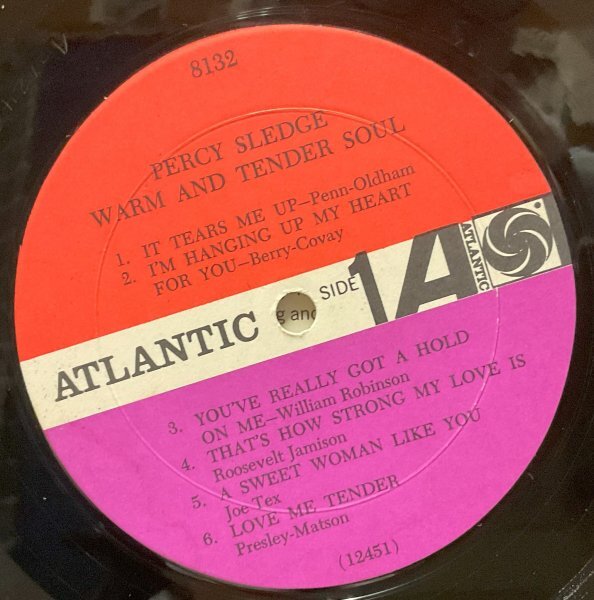 8132
PERCY SLEDGE
WARM AND TENDER SOUL
1. IT TEARS ME UP—Penn-Oldham
2. I'M HANGING UP MY HEART
FOR YOU—Berry-Covay
ATLANTIC
g and
SIDE 1A
ATLANTIC
3. YOU'VE REALLY GOT A HOLD
ON ME—William Robinson
4. THAT'S HOW STRONG MY LOVE IS
Roosevelt Jamison
5. A SWEET WOMAN LIKE YOU
Joe Tex
6. LOVE ME TENDER
Presley-Matson
(12451)